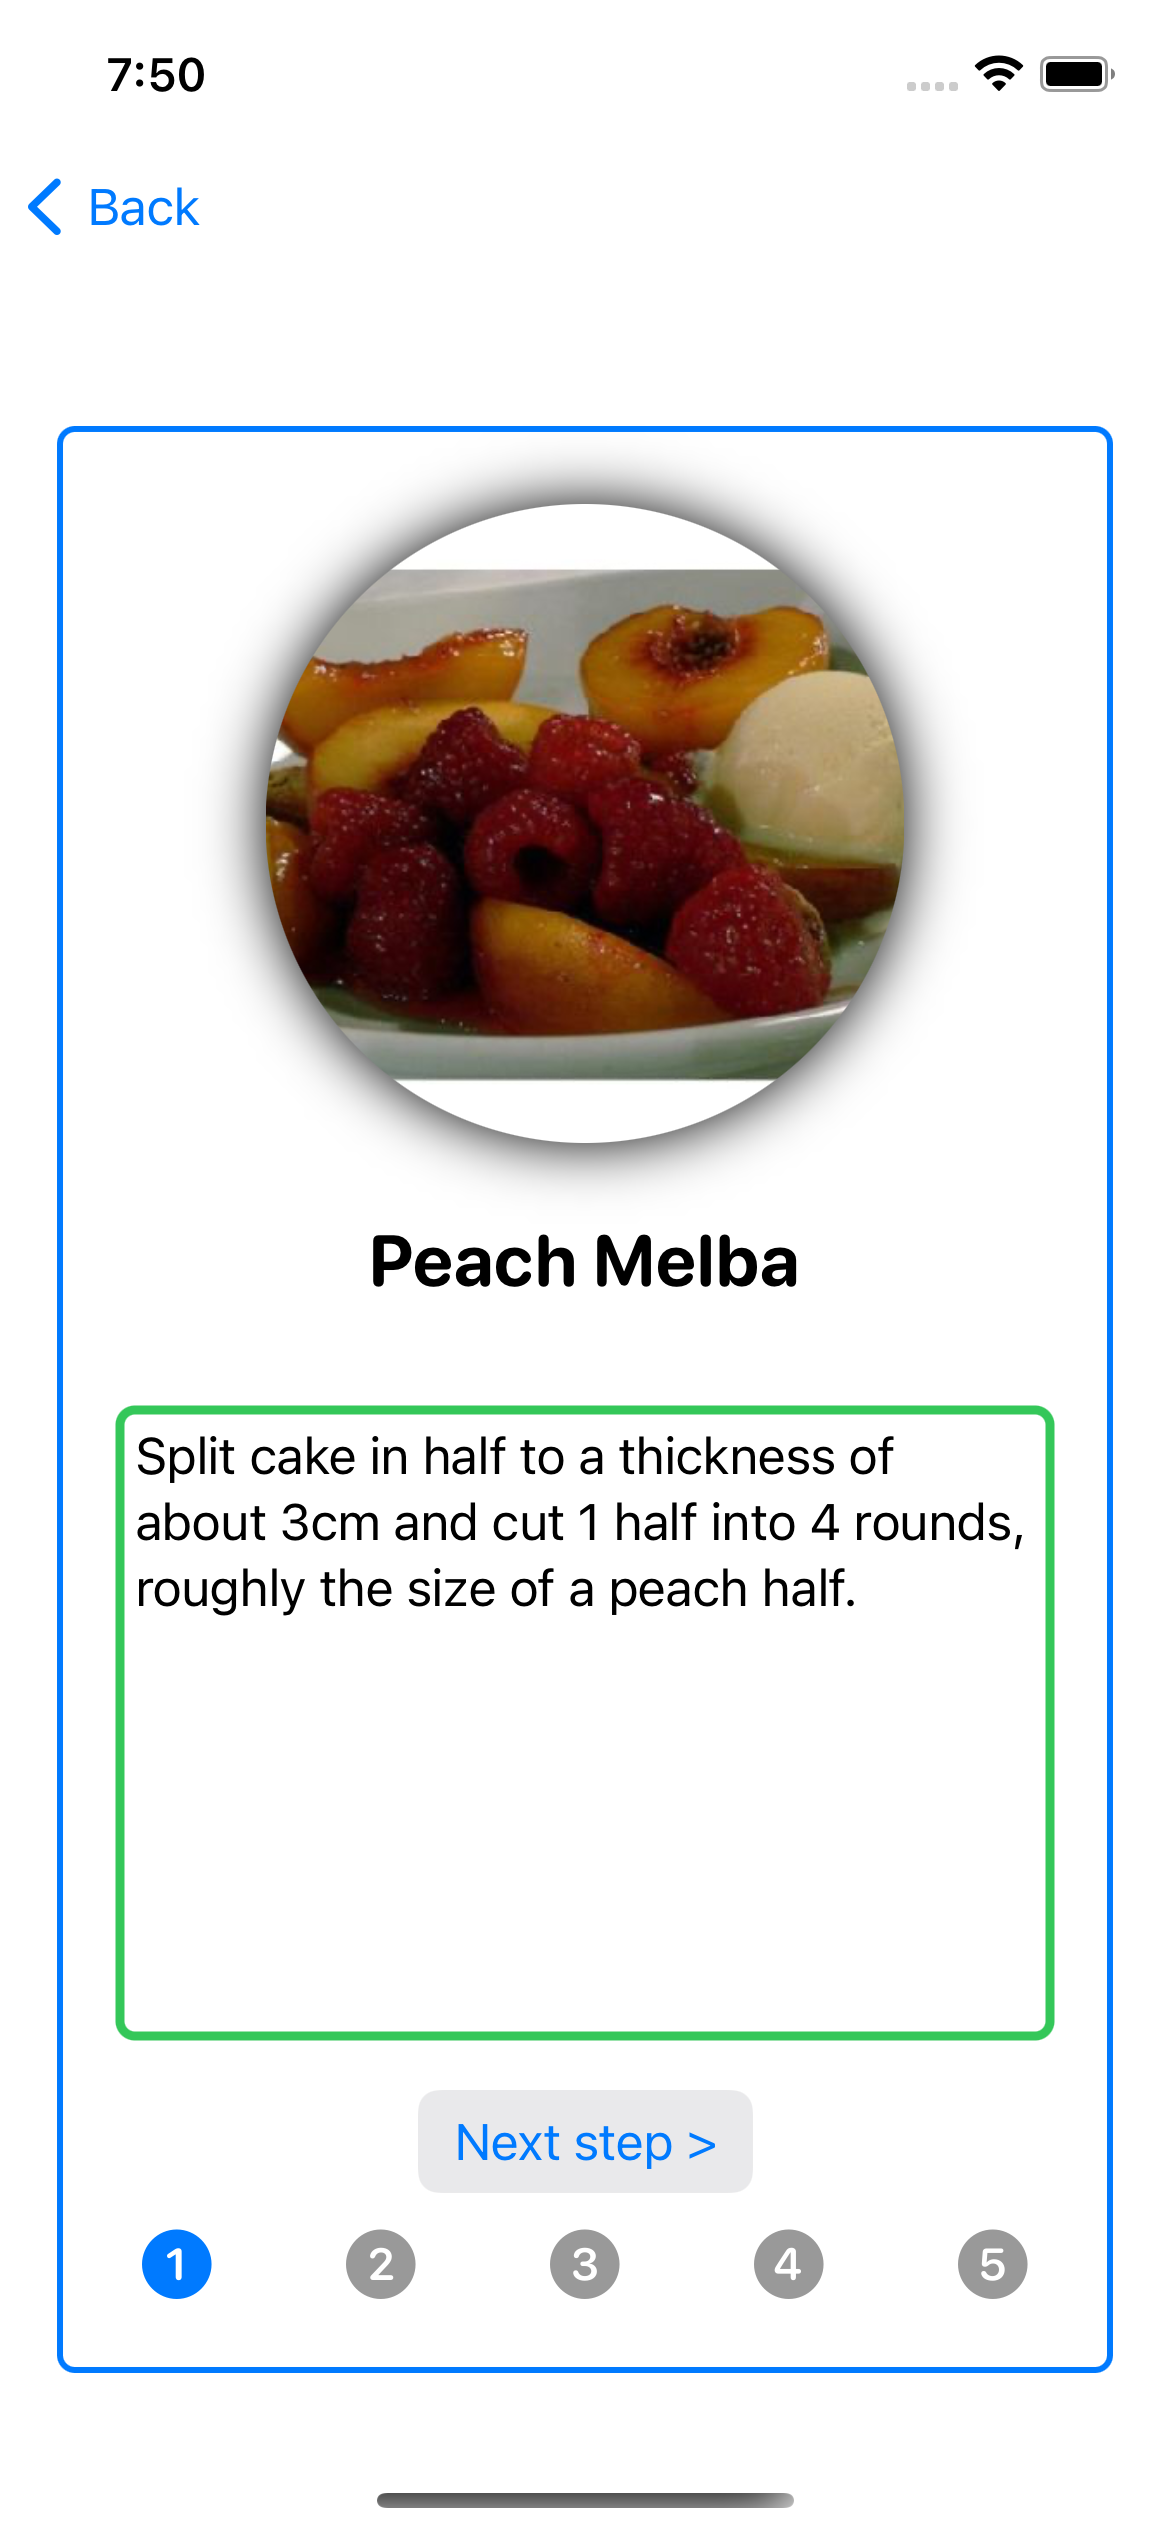 7:50
Back
Peach Melba
Split cake in half to a thickness of
about 3cm and cut 1 half into 4 rounds,
roughly the size of a peach half.
Next step >
1 2 3 4 5